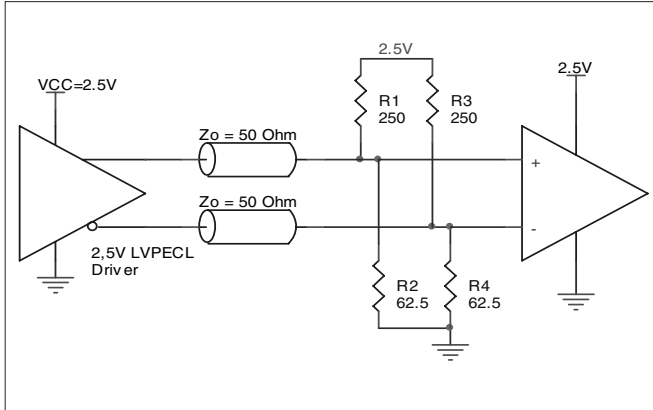 2.5V
2.5V
VCC=2.5V
R1
250
R3
250
Zo = 50 Ohm
+
Zo = 50 Ohm
-
2,5V LVPECL
Driver
R2
62.5
R4
62.5